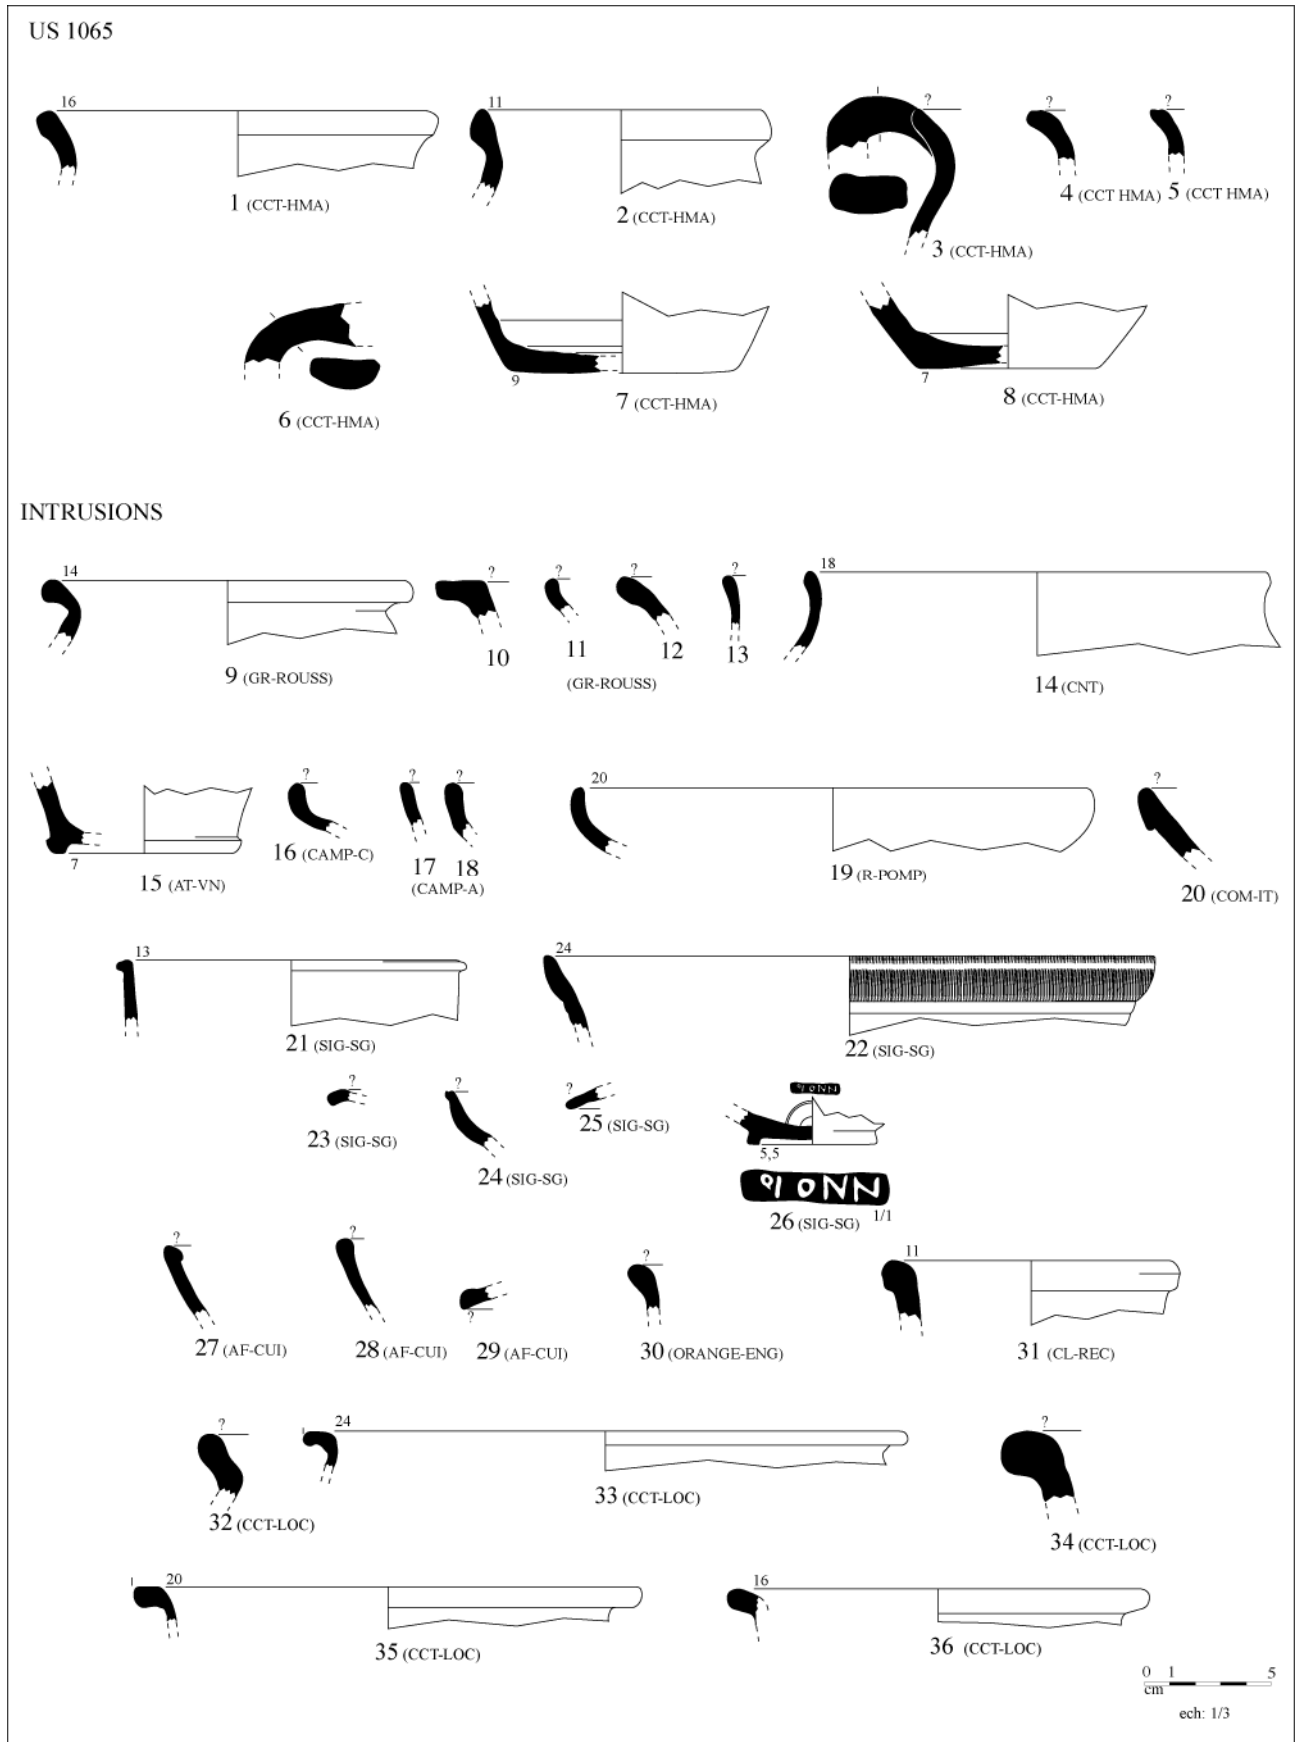 US 1065
16
11
?
?
?
1 (CCT-HMA)
2 (CCT-HMA)
3 (CCT-HMA)
4 (CCT HMA)
5 (CCT HMA)
9
7
6 (CCT-HMA)
7 (CCT-HMA)
8 (CCT-HMA)
INTRUSIONS
14
?
?
?
?
18
9 (GR-ROUSS)
10
11
12
13
(GR-ROUSS)
14 (CNT)
?
?
?
20
?
7
15 (AT-VN)
16 (CAMP-C)
17
18
(CAMP-A)
19 (R-POMP)
20 (COM-IT)
13
24
21 (SIG-SG)
22 (SIG-SG)
?
?
?
5,5
23 (SIG-SG)
24 (SIG-SG)
25 (SIG-SG)
26 (SIG-SG) 1/1
?
?
?
?
11
27 (AF-CUI)
28 (AF-CUI)
29 (AF-CUI)
30 (ORANGE-ENG)
31 (CL-REC)
?
24
?
32 (CCT-LOC)
33 (CCT-LOC)
34 (CCT-LOC)
20
16
35 (CCT-LOC)
36 (CCT-LOC)
0 1 5
cm
ech: 1/3